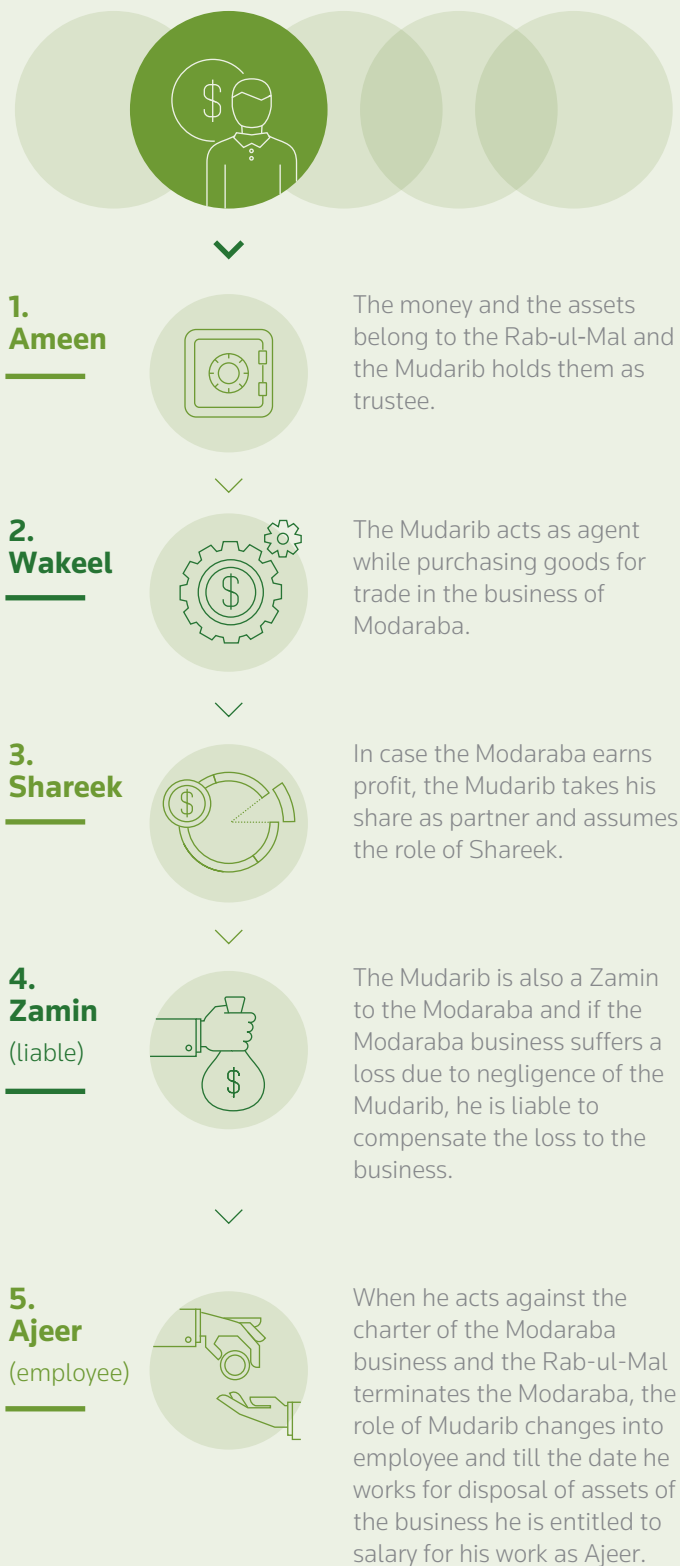 $
1.
Ameen
The money and the assets
belong to the Rab-ul-Mal and
the Mudarib holds them as
trustee.
2.
Wakeel
$
The Mudarib acts as agent
while purchasing goods for
trade in the business of
Modaraba.
3.
Shareek
$
In case the Modaraba earns
profit, the Mudarib takes his
share as partner and assumes
the role of Shareek.
4.
Zamin
(liable)
$
The Mudarib is also a Zamin
to the Modaraba and if the
Modaraba business suffers a
loss due to negligence of the
Mudarib, he is liable to
compensate the loss to the
business.
5.
Ajeer
(employee)
When he acts against the
charter of the Modaraba
business and the Rab-ul-Mal
terminates the Modaraba, the
role of Mudarib changes into
employee and till the date he
works for disposal of assets of
the business he is entitled to
salary for his work as Ajeer.